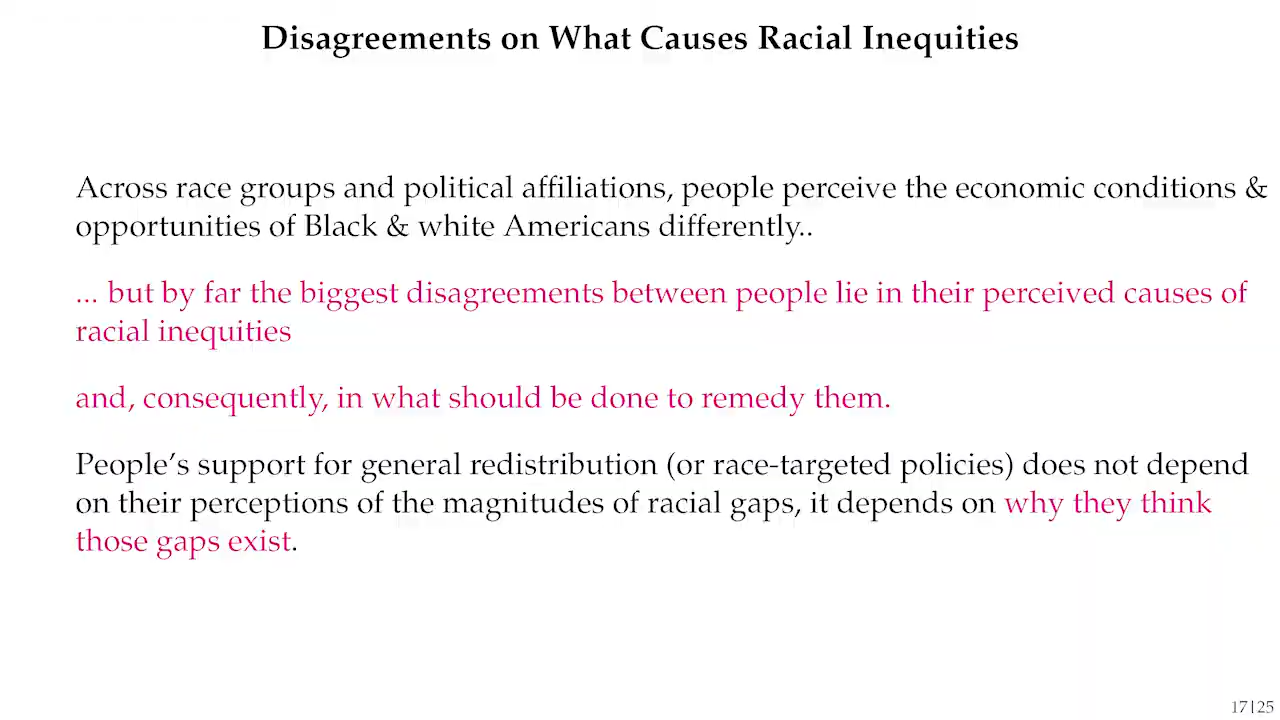 Disagreements on What Causes Racial Inequities
Across race groups and political affiliations, people perceive the economic conditions &
opportunities of Black & white Americans differently..
... but by far the biggest disagreements between people lie in their perceived causes of
racial inequities
and, consequently, in what should be done to remedy them.
People’s support for general redistribution (or race-targeted policies) does not depend
on their perceptions of the magnitudes of racial gaps, it depends on why they think
those gaps exist.
17|25